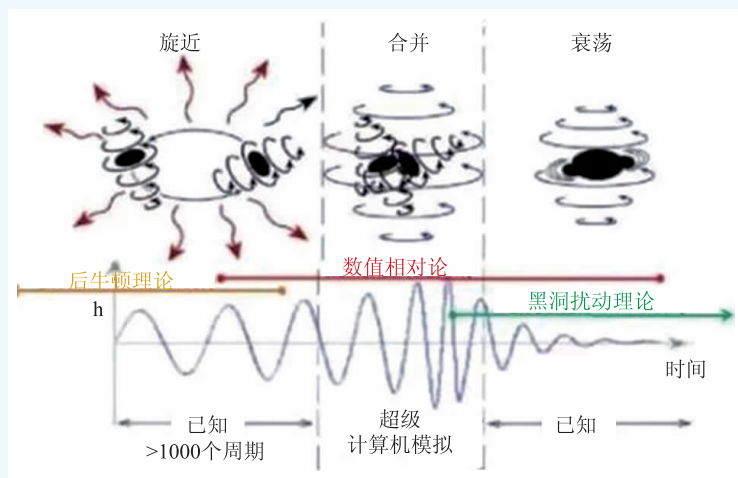 旋近
合并
衰荡
后牛顿理论
数值相对论
黑洞扰动理论
h
时间
已知
>1000个周期
超级
计算机模拟
已知